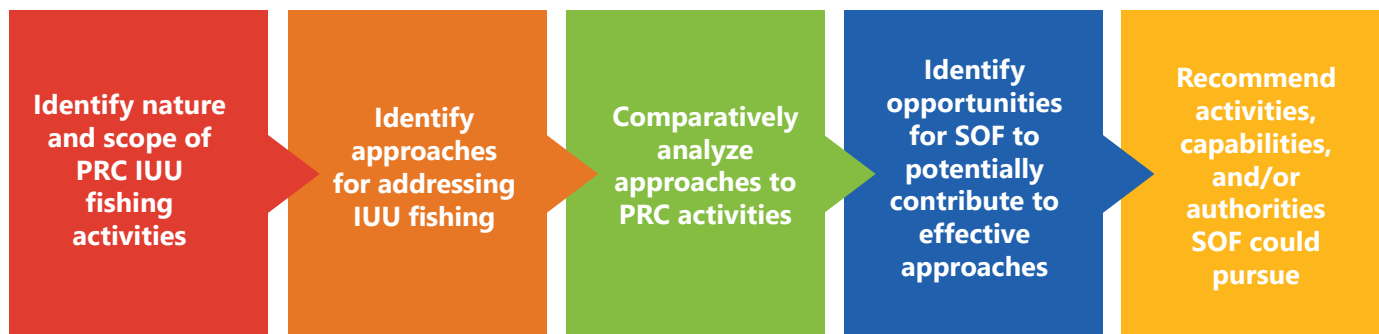 Identify nature
and scope of
PRC IUU
fishing
activities
Identify
approaches
for addressing
IUU fishing
Comparatively
analyze
approaches to
PRC activities
Identify
opportunities
for SOF to
potentially
contribute to
effective
approaches
Recommend
activities,
capabilities,
and/or
authorities
SOF could
pursue